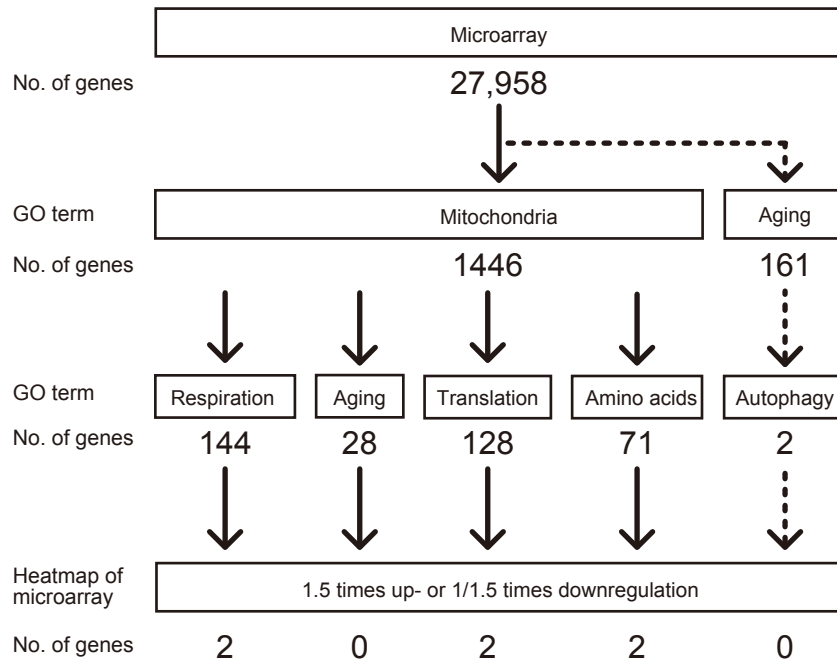 Microarray
No. of genes
27,958
GO term
Mitochondria
Aging
No. of genes
1446
161
GO term
Respiration
Aging
Translation
Amino acids
Autophagy
No. of genes
144
28
128
71
2
Heatmap of
microarray
1.5 times up- or 1/1.5 times downregulation
No. of genes
2
0
2
2
0